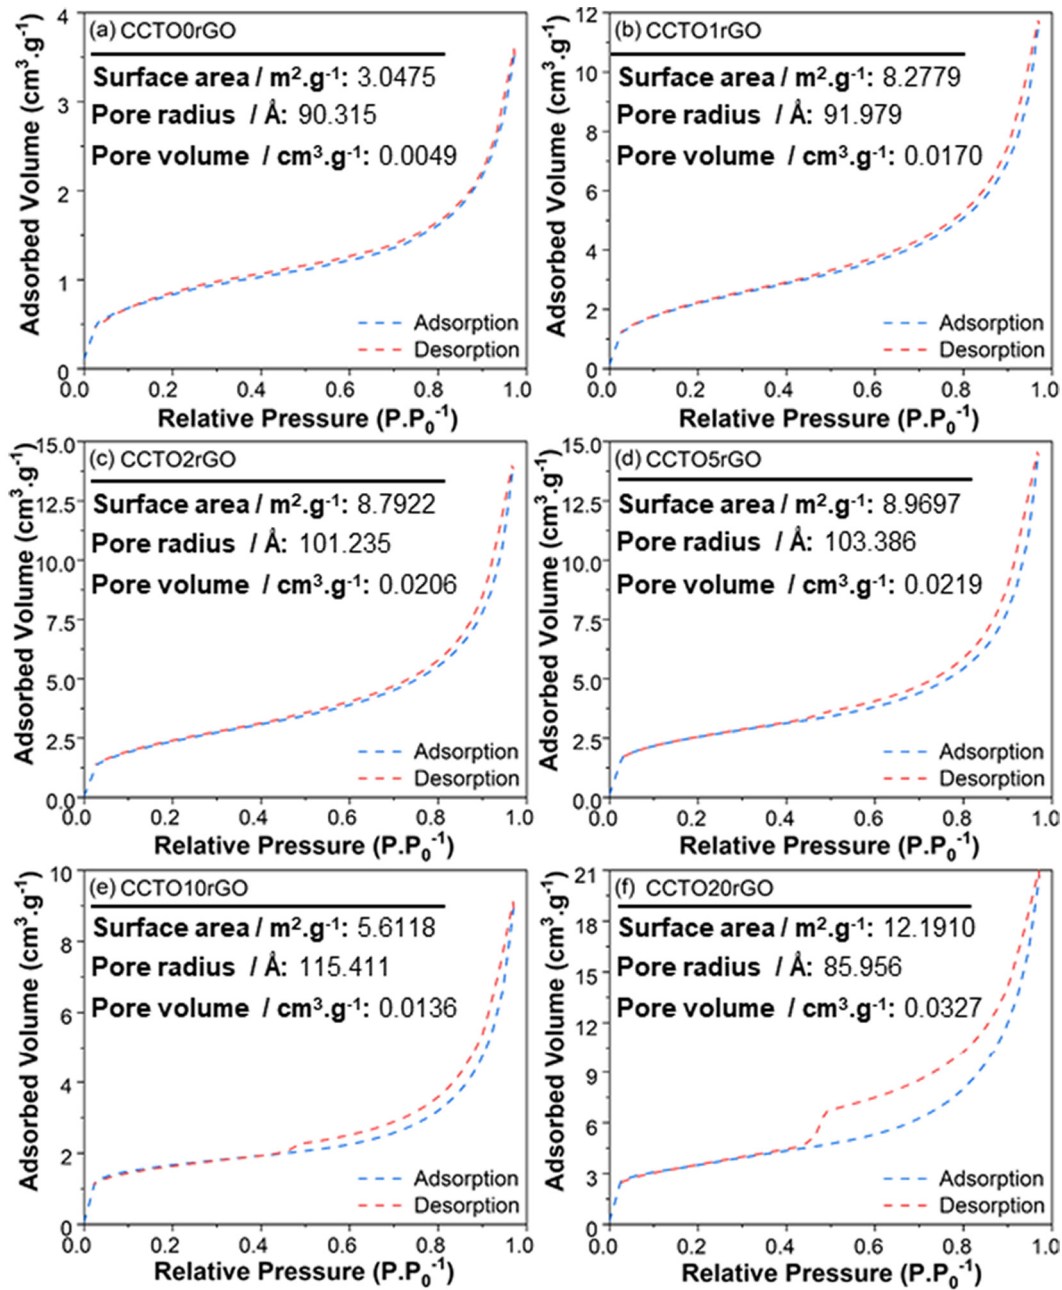 (a) CCTO0rGO
Surface area / m².g⁻¹: 3.0475
Pore radius / Å: 90.315
Pore volume / cm³.g⁻¹: 0.0049
Adsorbed Volume (cm³.g⁻¹)
4
3
2
1
0
Adsorption
Desorption
0.0 0.2 0.4 0.6 0.8 1.0
Relative Pressure (P.P₀⁻¹)
(b) CCTO1rGO
Surface area / m².g⁻¹: 8.2779
Pore radius / Å: 91.979
Pore volume / cm³.g⁻¹: 0.0170
Adsorbed Volume (cm³.g⁻¹)
12
10
8
6
4
2
0
Adsorption
Desorption
0.0 0.2 0.4 0.6 0.8 1.0
Relative Pressure (P.P₀⁻¹)
(c) CCTO2rGO
Surface area / m².g⁻¹: 8.7922
Pore radius / Å: 101.235
Pore volume / cm³.g⁻¹: 0.0206
Adsorbed Volume (cm³.g⁻¹)
15.0
12.5
10.0
7.5
5.0
2.5
0.0
Adsorption
Desorption
0.0 0.2 0.4 0.6 0.8 1.0
Relative Pressure (P.P₀⁻¹)
(d) CCTO5rGO
Surface area / m².g⁻¹: 8.9697
Pore radius / Å: 103.386
Pore volume / cm³.g⁻¹: 0.0219
Adsorbed Volume (cm³.g⁻¹)
15.0
12.5
10.0
7.5
5.0
2.5
0.0
Adsorption
Desorption
0.0 0.2 0.4 0.6 0.8 1.0
Relative Pressure (P.P₀⁻¹)
(e) CCTO10rGO
Surface area / m².g⁻¹: 5.6118
Pore radius / Å: 115.411
Pore volume / cm³.g⁻¹: 0.0136
Adsorbed Volume (cm³.g⁻¹)
10
8
6
4
2
0
Adsorption
Desorption
0.0 0.2 0.4 0.6 0.8 1.0
Relative Pressure (P.P₀⁻¹)
(f) CCTO20rGO
Surface area / m².g⁻¹: 12.1910
Pore radius / Å: 85.956
Pore volume / cm³.g⁻¹: 0.0327
Adsorbed Volume (cm³.g⁻¹)
21
18
15
12
9
6
3
0
Adsorption
Desorption
0.0 0.2 0.4 0.6 0.8 1.0
Relative Pressure (P.P₀⁻¹)